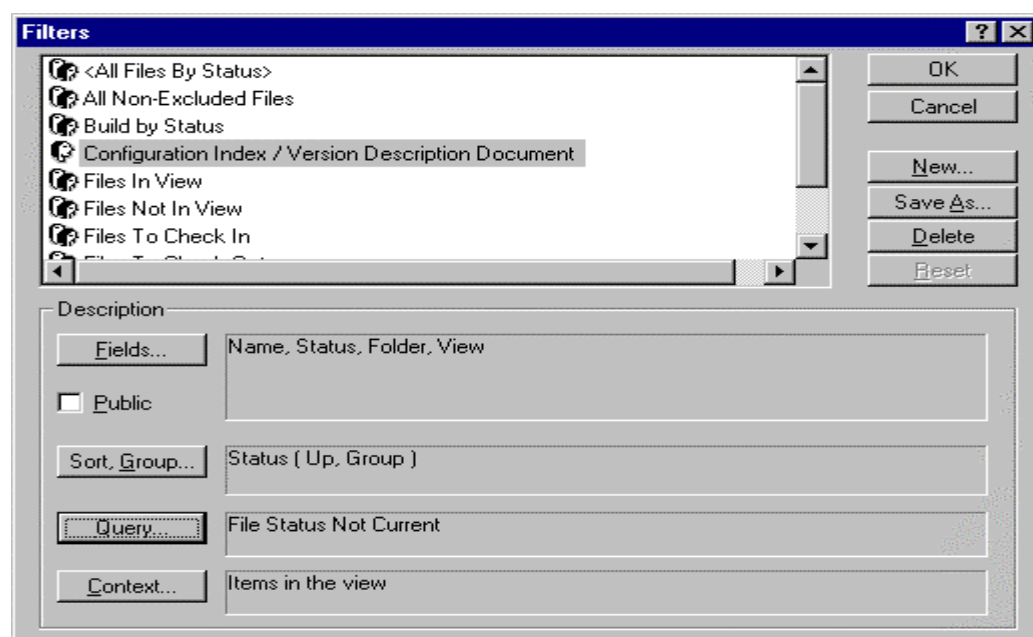 Filters
<All Files By Status>
All Non-Excluded Files
Build by Status
Configuration Index / Version Description Document
Files In View
Files Not In View
Files To Check In
OK
Cancel
New...
Save As...
Delete
Reset
Description
Fields...
Name, Status, Folder, View
Public
Sort, Group...
Status ( Up, Group )
Query...
File Status Not Current
Context...
Items in the view